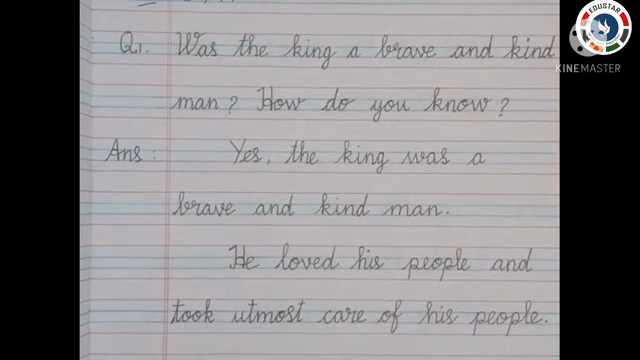 EDUSTAR
KINEMASTER
Q1. Was the king a brave and kind
man? How do you know?
Ans: Yes, the king was a
brave and kind man.
He loved his people and
took utmost care of his people.